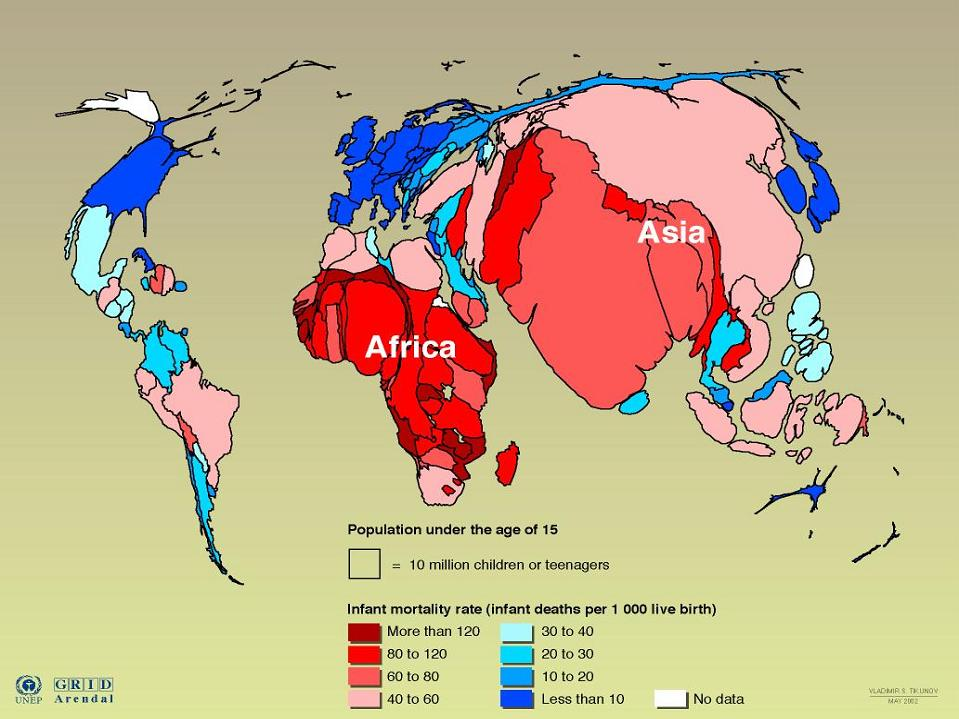 Asia
Africa
Population under the age of 15
= 10 million children or teenagers
Infant mortality rate (infant deaths per 1 000 live birth)
More than 120
80 to 120
60 to 80
40 to 60
30 to 40
20 to 30
10 to 20
Less than 10
No data
UNEP
GRID
Arendal
VLADIMIR S. TIKUNOV
MAY 2002